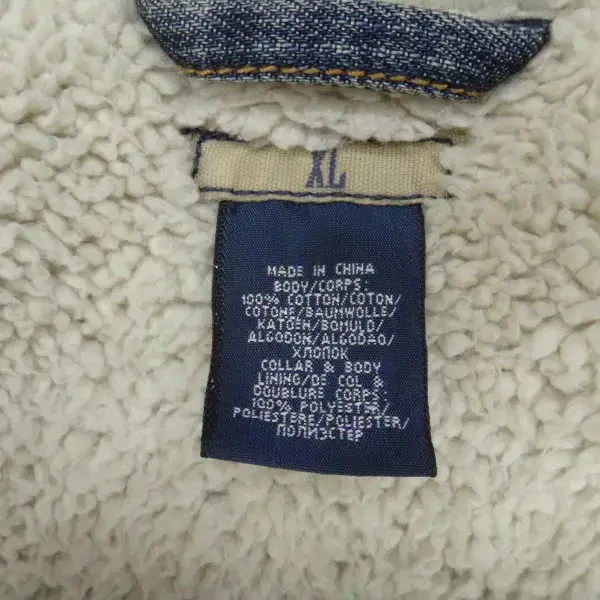 XL
MADE IN CHINA
BODY/CORPS:
100% COTTON/COTON/
COTONE/BAUMWOLLE/
KATOEN/BOMULD/
ALGODON/ALGODAO/
ХЛОПОК
COLLAR & BODY
LINING/DE COL &
DOUBLURE CORPS:
100% POLYESTER/
POLIESTERE/POLIESTER/
ПОЛИЭСТЕР